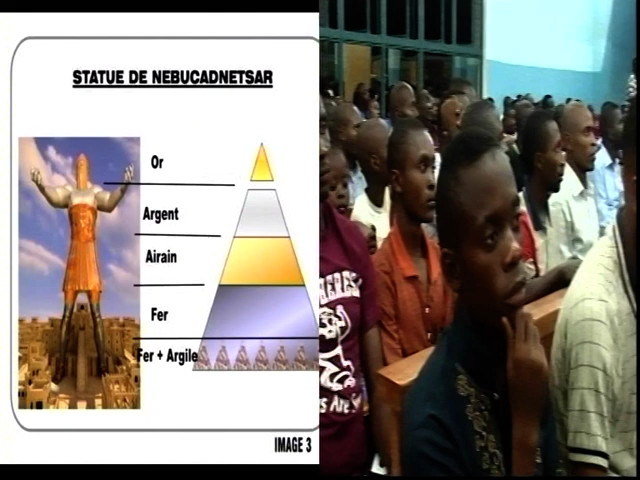 STATUE DE NEBUCADNETSAR
Or
Argent
Airain
Fer
Fer + Argile
IMAGE 3